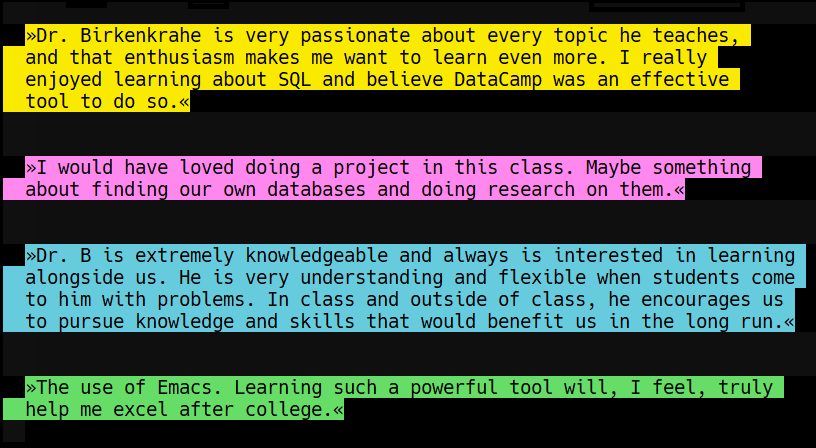 »Dr. Birkenkrahe is very passionate about every topic he teaches,
and that enthusiasm makes me want to learn even more. I really
enjoyed learning about SQL and believe DataCamp was an effective
tool to do so.«
»I would have loved doing a project in this class. Maybe something
about finding our own databases and doing research on them.«
»Dr. B is extremely knowledgeable and always is interested in learning
alongside us. He is very understanding and flexible when students come
to him with problems. In class and outside of class, he encourages us
to pursue knowledge and skills that would benefit us in the long run.«
»The use of Emacs. Learning such a powerful tool will, I feel, truly
help me excel after college.«